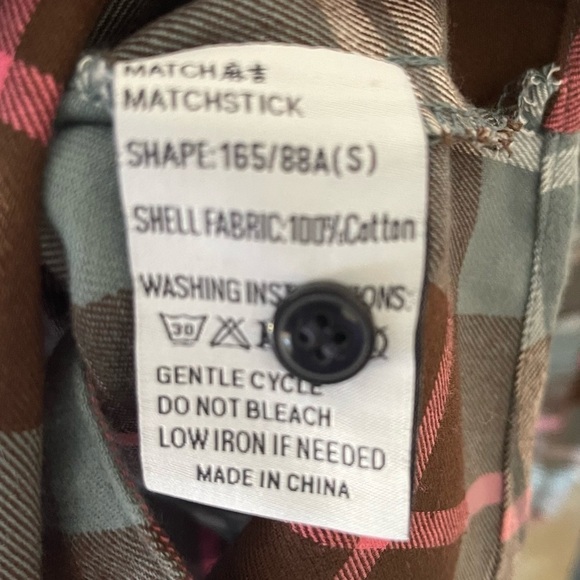 MATCH麻吉
MATCHSTICK
SHAPE:165/88A(S)
SHELL FABRIC:100%Cotton
WASHING INS ONS:
30
GENTLE CYCLE
DO NOT BLEACH
LOW IRON IF NEEDED
MADE IN CHINA